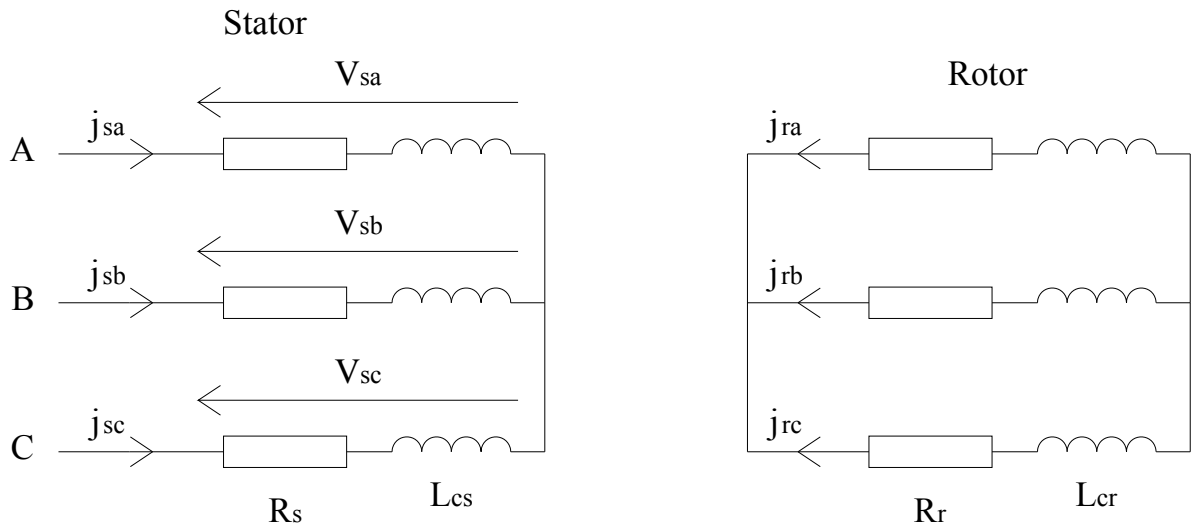 Stator
Vsa
Rotor
A
jsa
jra
Vsb
B
jsb
jrb
Vsc
C
jsc
jrc
Rs
Lcs
Rr
Lcr